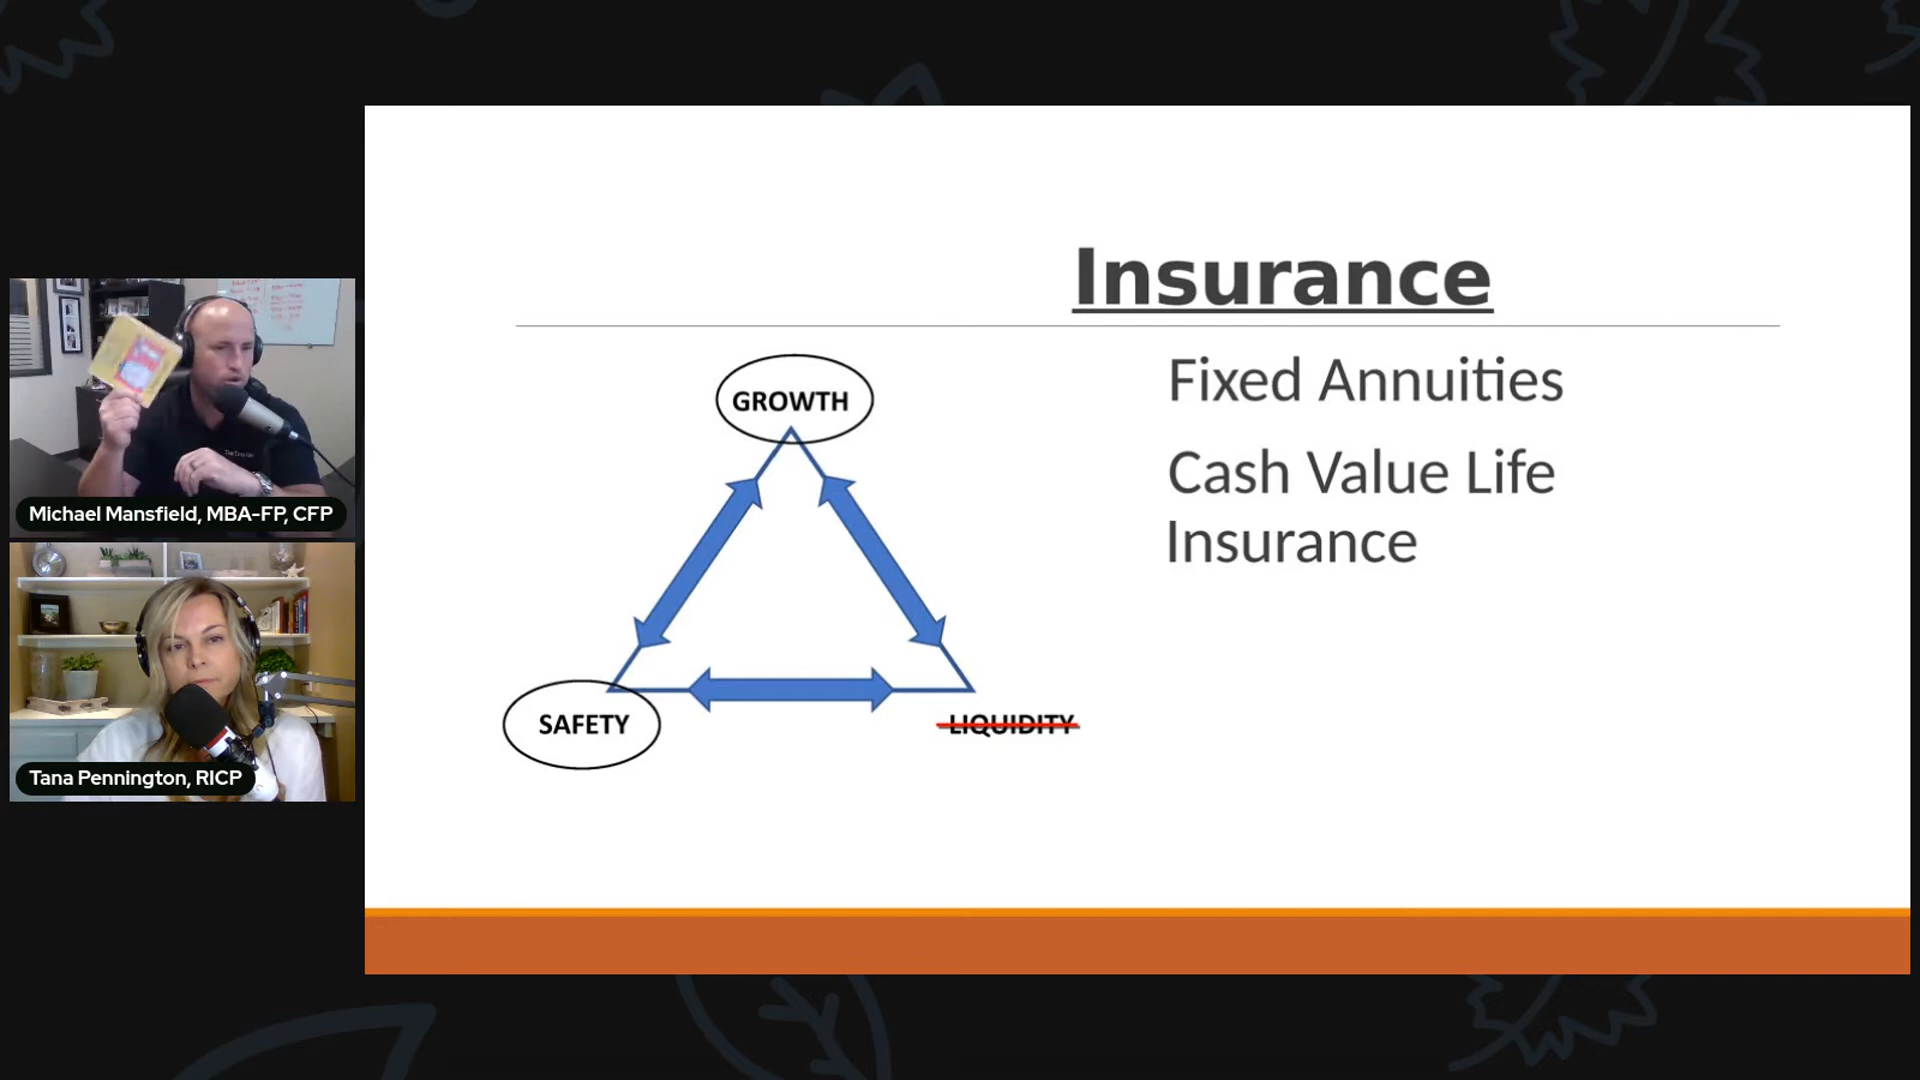 Insurance
GROWTH
SAFETY
LIQUIDITY
Fixed Annuities
Cash Value Life
Insurance
Michael Mansfield, MBA-FP, CFP
Tana Pennington, RICP